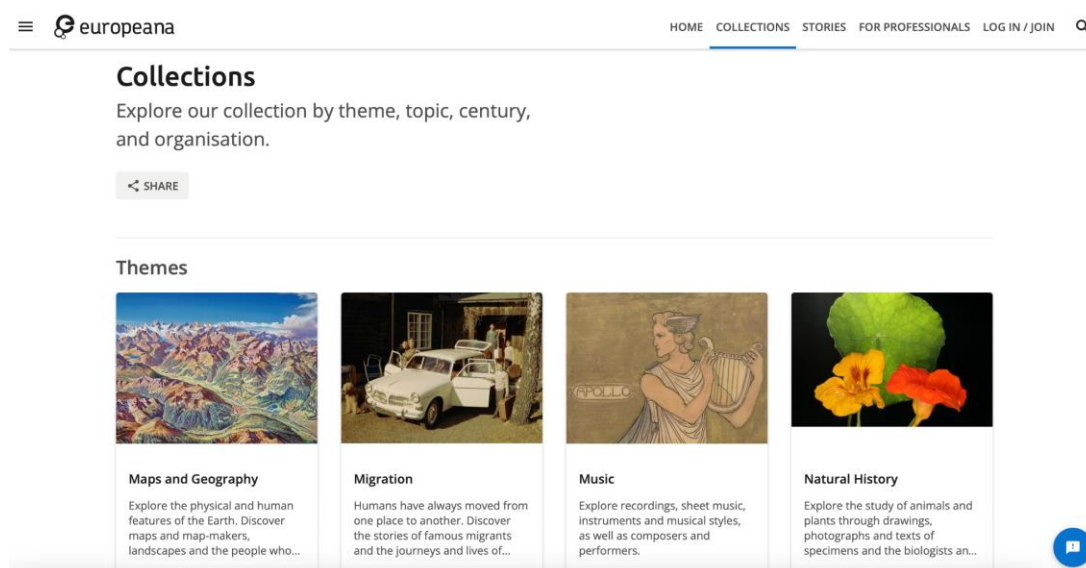 europeana
HOME COLLECTIONS STORIES FOR PROFESSIONALS LOG IN / JOIN
Collections
Explore our collection by theme, topic, century,
and organisation.
SHARE
Themes
APOLLO
Maps and Geography
Explore the physical and human
features of the Earth. Discover
maps and map-makers,
landscapes and the people who...
Migration
Humans have always moved from
one place to another. Discover
the stories of famous migrants
and the journeys and lives of...
Music
Explore recordings, sheet music,
instruments and musical styles,
as well as composers and
performers.
Natural History
Explore the study of animals and
plants through drawings,
photographs and texts of
specimens and the biologists an...